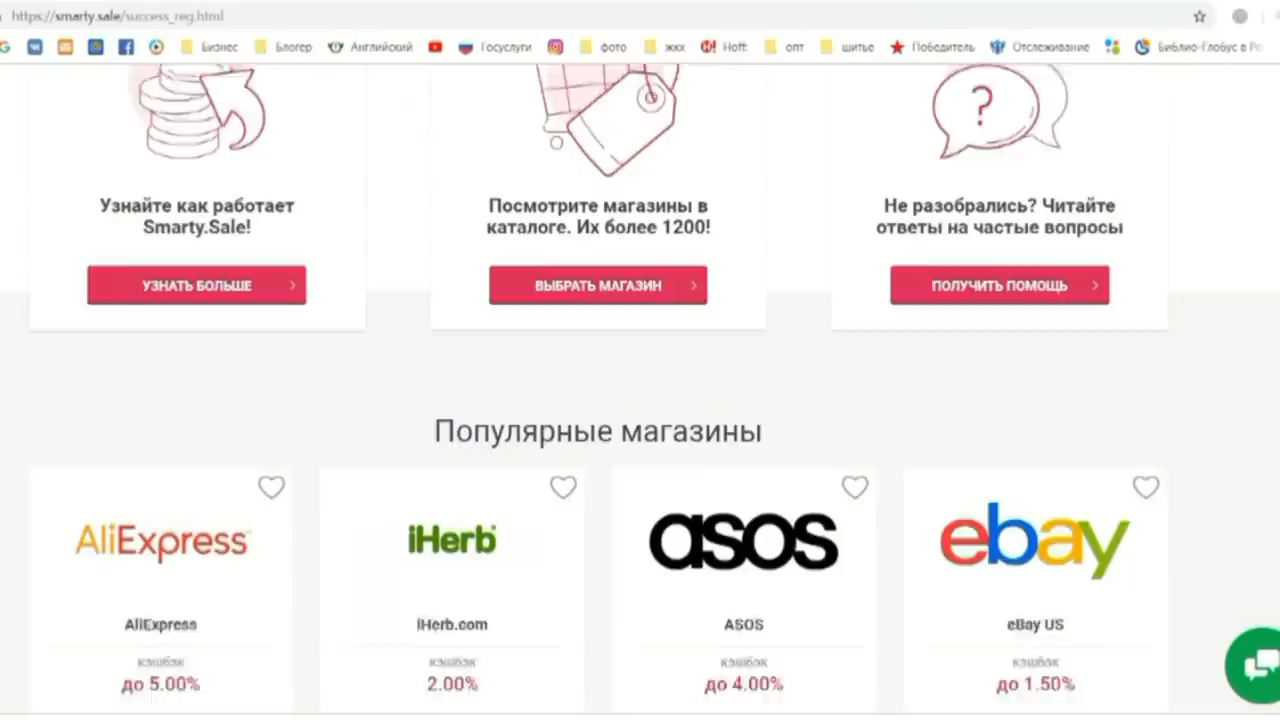 https://smarty.sale/success_reg.html
Бизнес
Блогер
Английский
Госуслуги
фото
жкх
Hoff:
опт
шитье
Победитель
Отслеживание
Библио-Глобус в Ро
Узнайте как работает
Smarty.Sale!
УЗНАТЬ БОЛЬШЕ
Посмотрите магазины в
каталоге. Их более 1200!
ВЫБРАТЬ МАГАЗИН
?
Не разобрались? Читайте
ответы на частые вопросы
ПОЛУЧИТЬ ПОМОЩЬ
Популярные магазины
AliExpress
AliExpress
кэшбэк
до 5.00%
iHerb
iHerb.com
кэшбэк
2.00%
asos
ASOS
кэшбэк
до 4.00%
ebay
eBay US
кэшбэк
до 1.50%